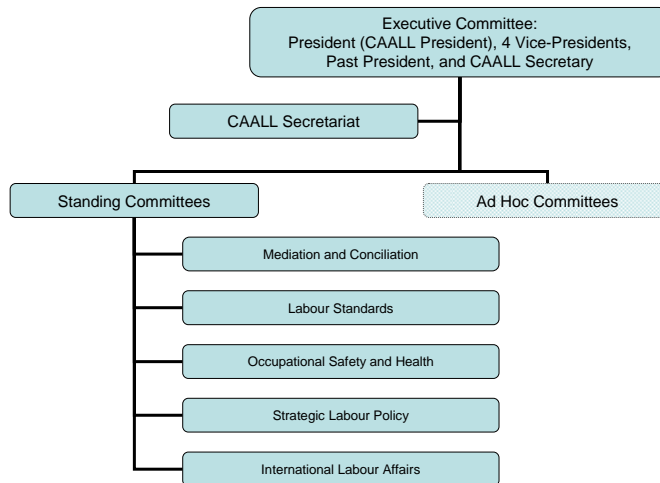 Executive Committee:
President (CAALL President), 4 Vice-Presidents,
Past President, and CAALL Secretary
CAALL Secretariat
Standing Committees
Ad Hoc Committees
Mediation and Conciliation
Labour Standards
Occupational Safety and Health
Strategic Labour Policy
International Labour Affairs